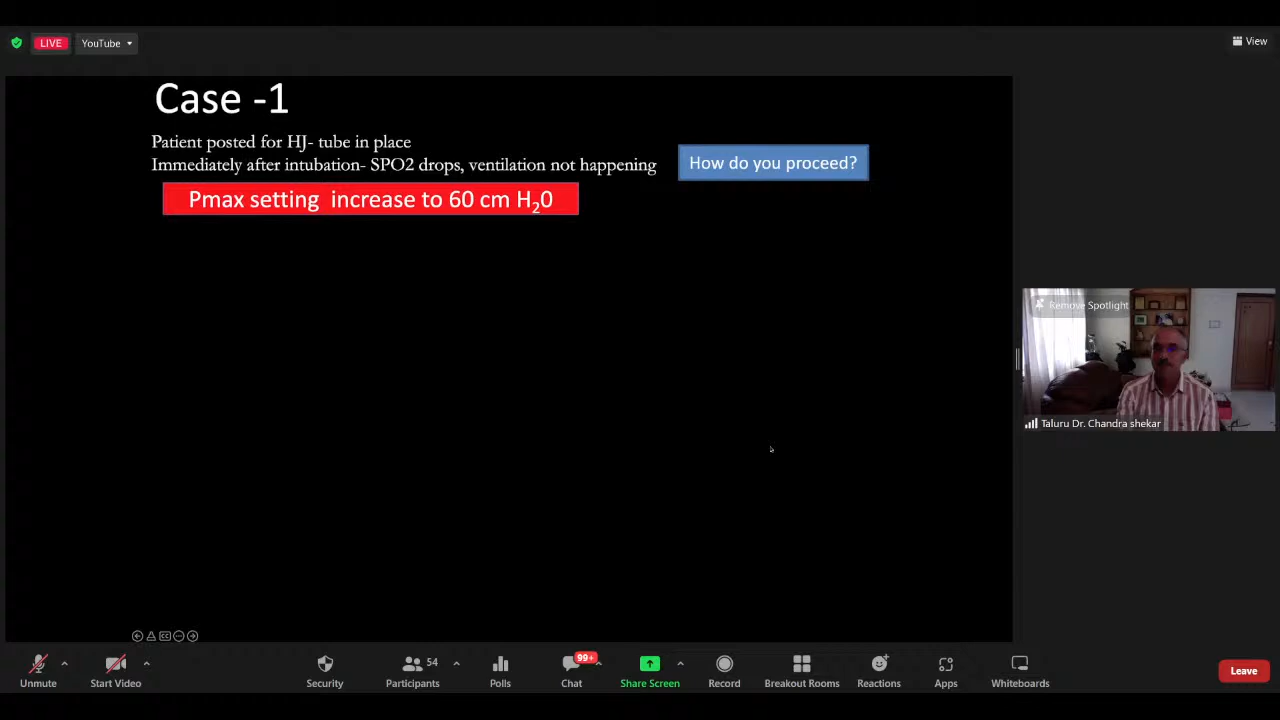 LIVE
YouTube
View
Case -1
Patient posted for HJ- tube in place
Immediately after intubation- SPO2 drops, ventilation not happening
How do you proceed?
Pmax setting increase to 60 cm H20
Remove Spotlight
Taluru Dr. Chandra shekar
CC
54
99+
Unmute
Start Video
Security
Participants
Polls
Chat
Share Screen
Record
Breakout Rooms
Reactions
Apps
Whiteboards
Leave